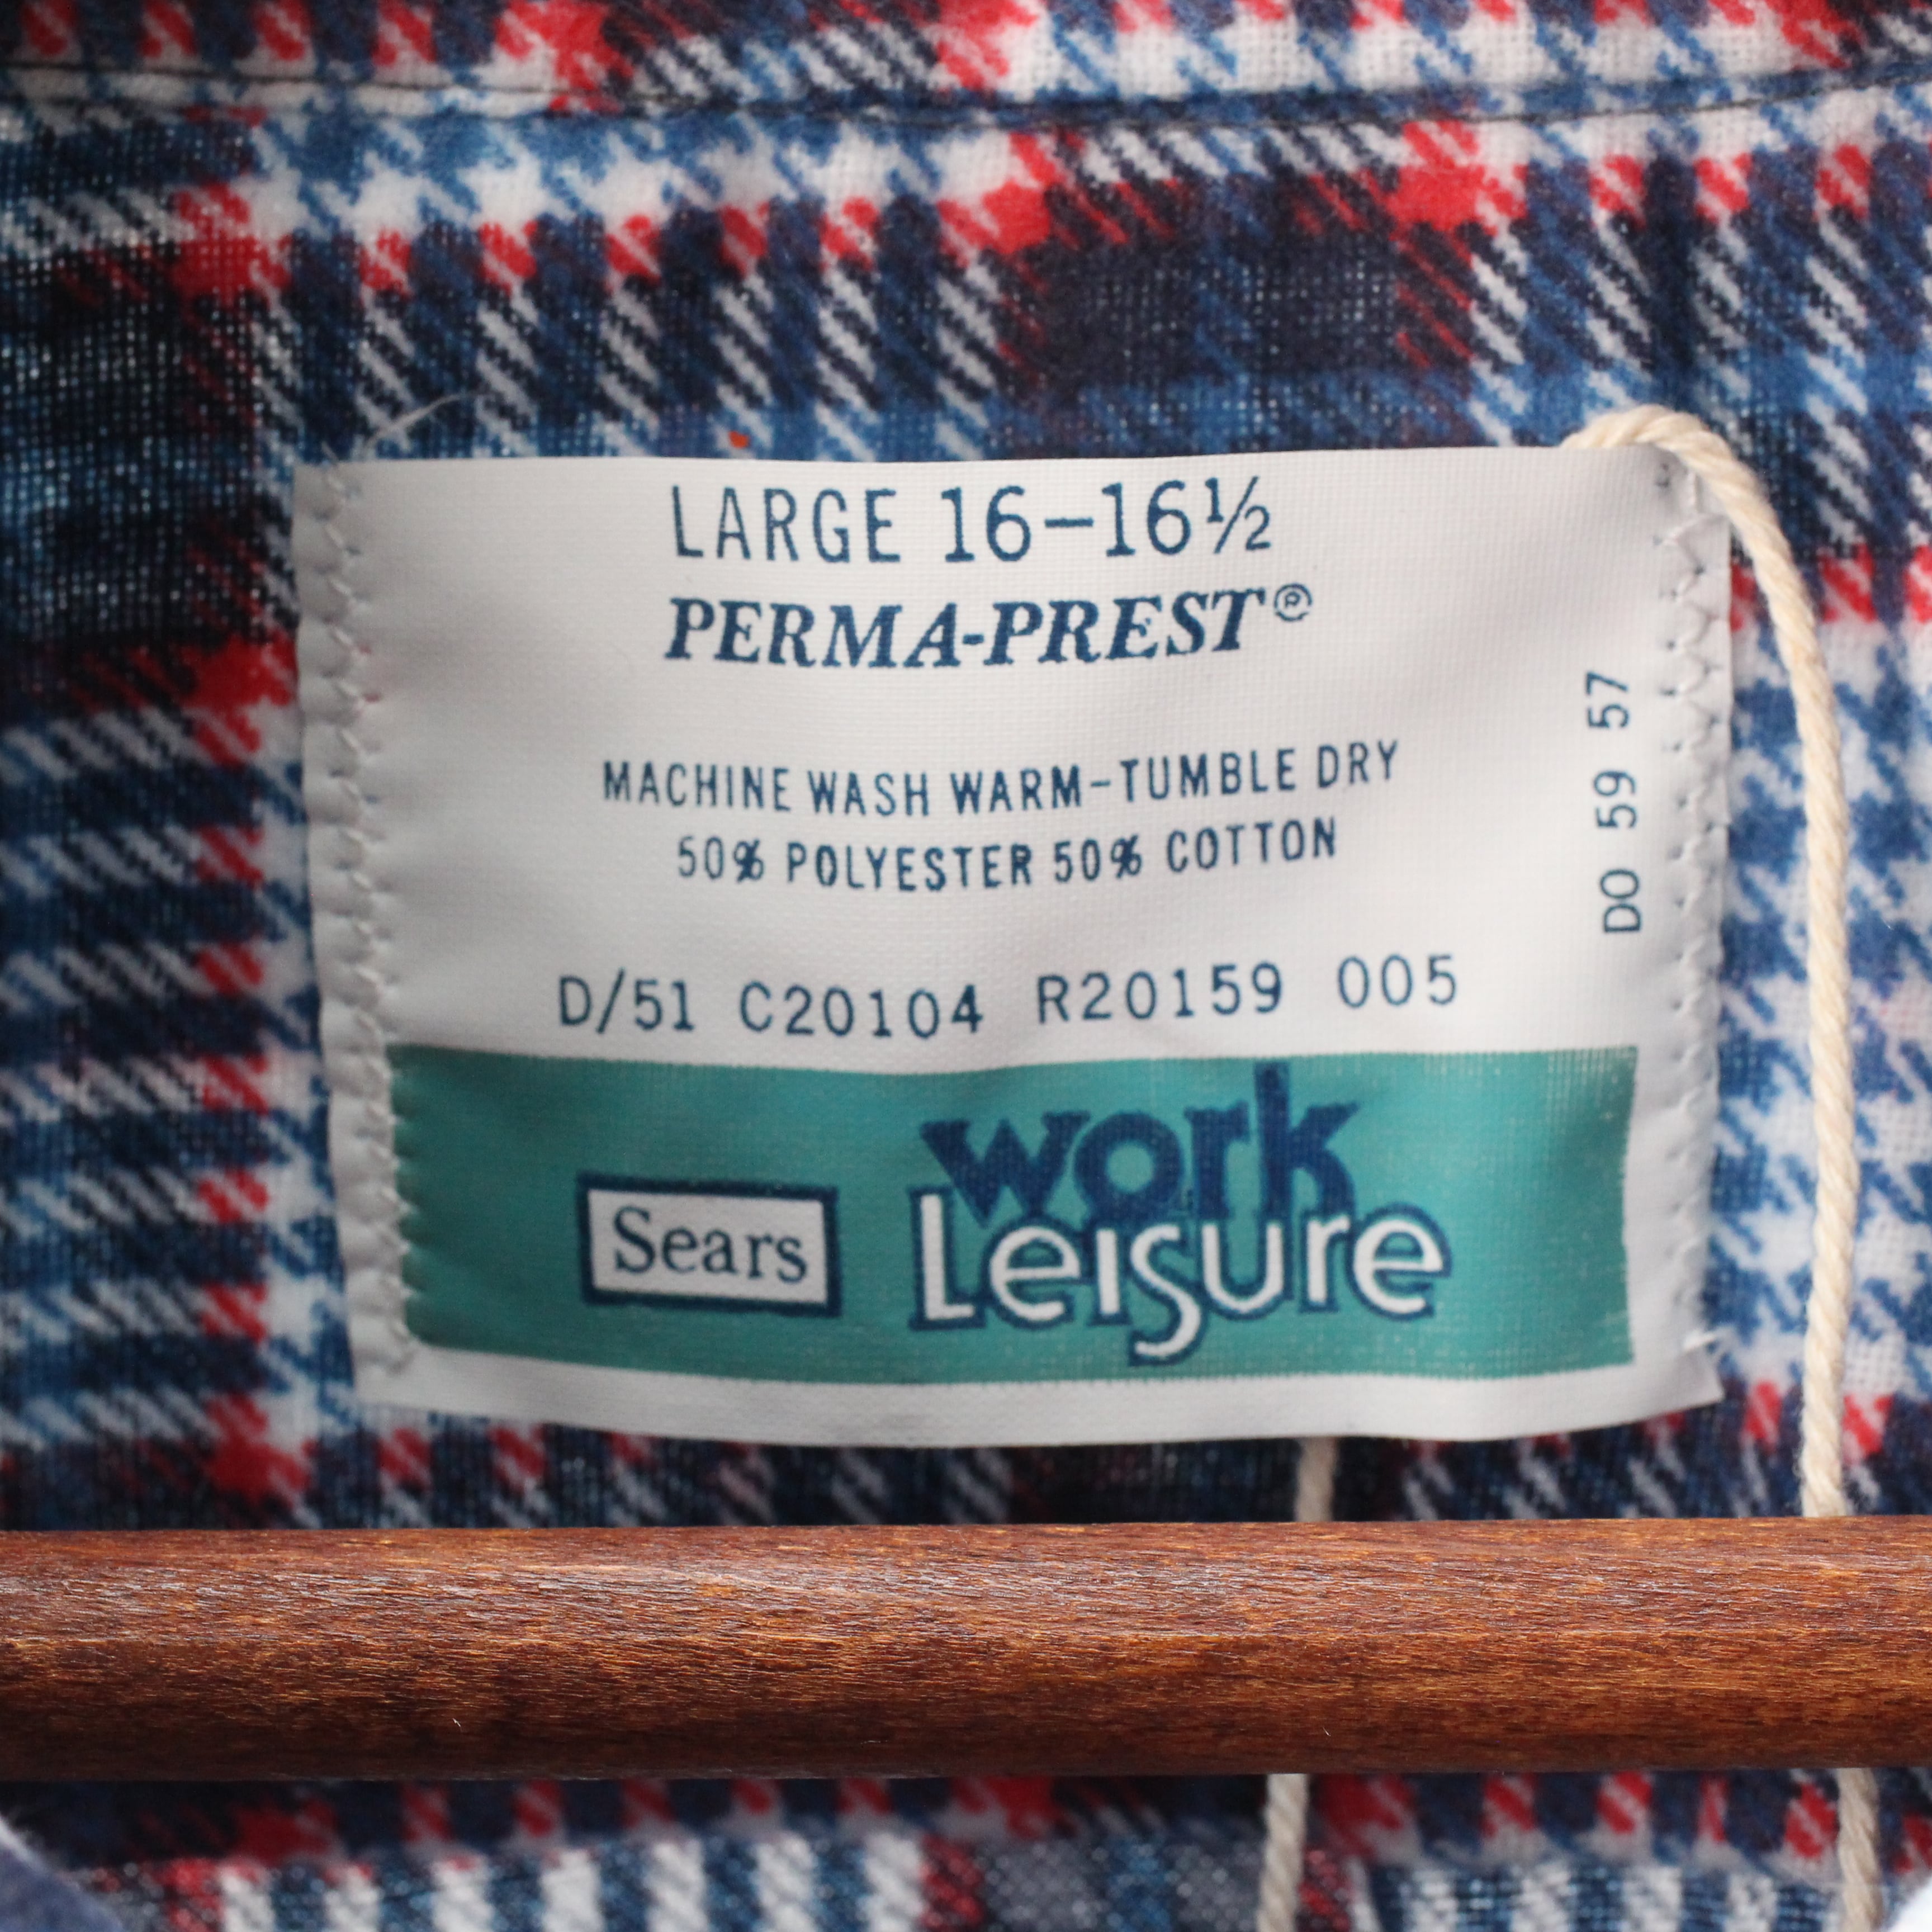 LARGE 16–16½
PERMA-PREST®
MACHINE WASH WARM–TUMBLE DRY
50% POLYESTER 50% COTTON
DO 59 57
D/51 C20104 R20159 005
Sears
work
Leisure